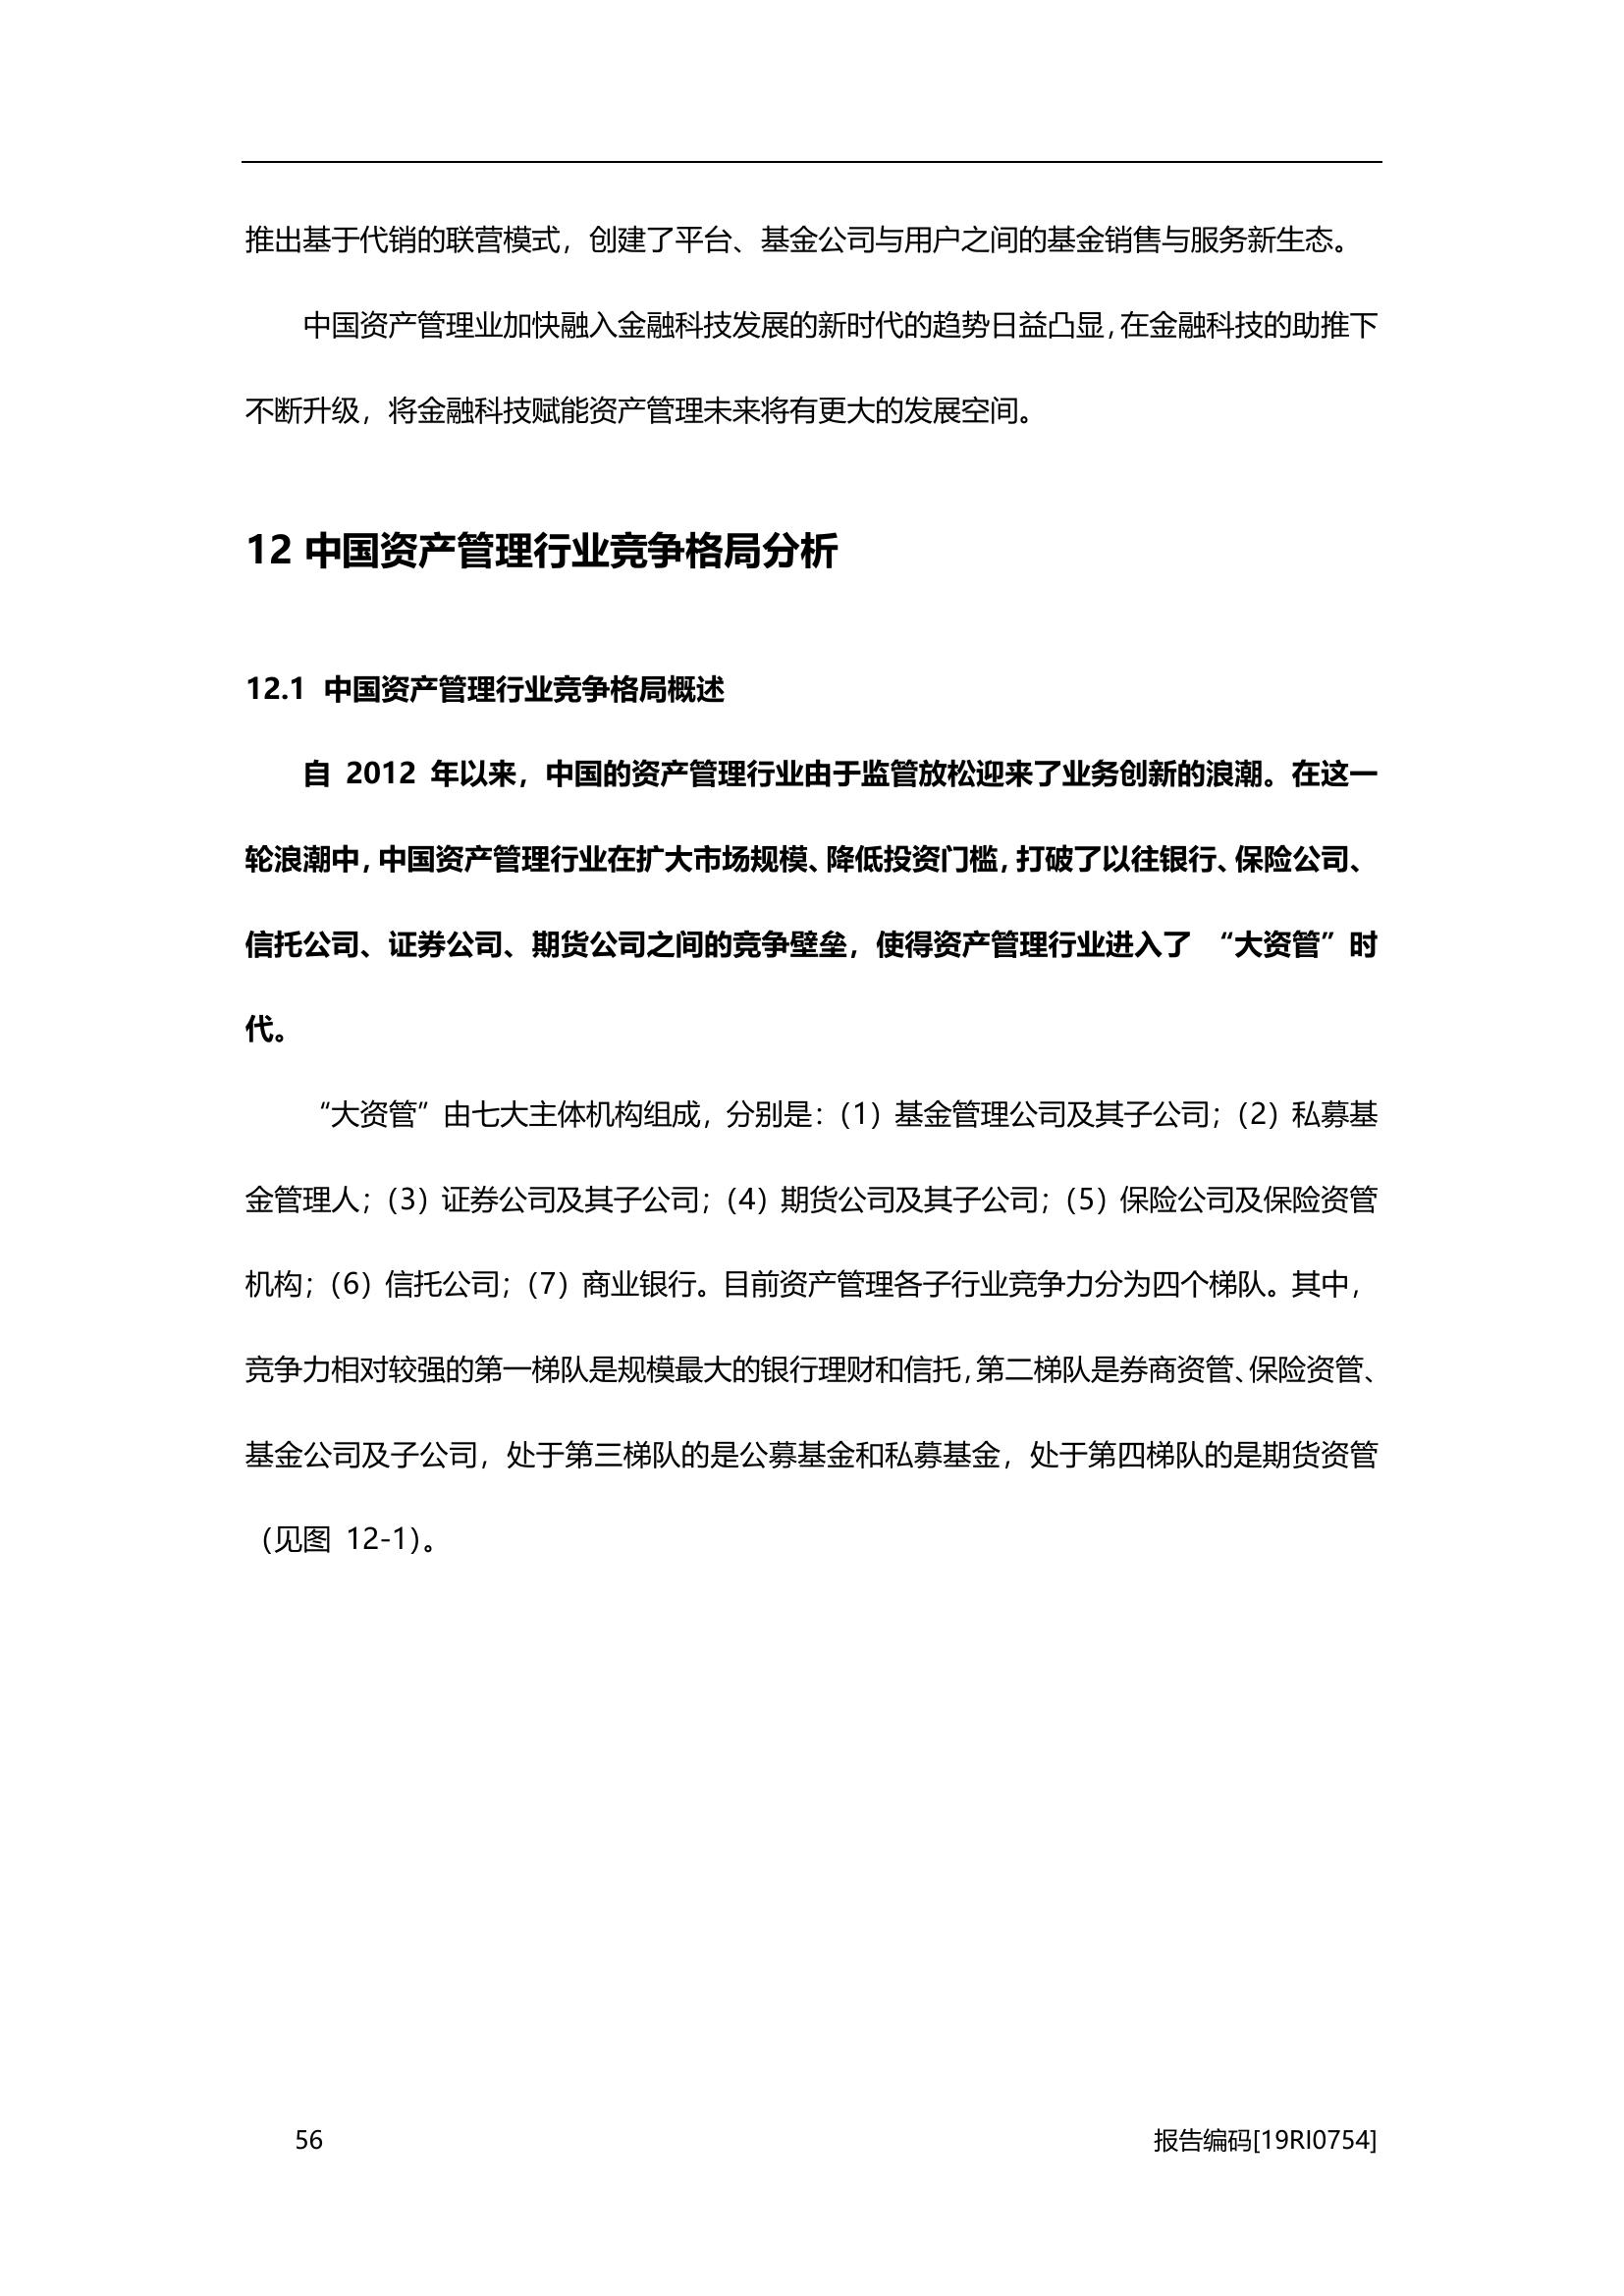 推出基于代销的联营模式，创建了平台、基金公司与用户之间的基金销售与服务新生态。
中国资产管理业加快融入金融科技发展的新时代的趋势日益凸显，在金融科技的助推下
不断升级，将金融科技赋能资产管理未来将有更大的发展空间。
12 中国资产管理行业竞争格局分析
12.1 中国资产管理行业竞争格局概述
自 2012 年以来，中国的资产管理行业由于监管放松迎来了业务创新的浪潮。在这一
轮浪潮中，中国资产管理行业在扩大市场规模、降低投资门槛，打破了以往银行、保险公司、
信托公司、证券公司、期货公司之间的竞争壁垒，使得资产管理行业进入了 “大资管”时
代。
“大资管”由七大主体机构组成，分别是：（1）基金管理公司及其子公司；（2）私募基
金管理人；（3）证券公司及其子公司；（4）期货公司及其子公司；（5）保险公司及保险资管
机构；（6）信托公司；（7）商业银行。目前资产管理各子行业竞争力分为四个梯队。其中，
竞争力相对较强的第一梯队是规模最大的银行理财和信托，第二梯队是券商资管、保险资管、
基金公司及子公司，处于第三梯队的是公募基金和私募基金，处于第四梯队的是期货资管
（见图 12-1）。
56
报告编码[19RI0754]